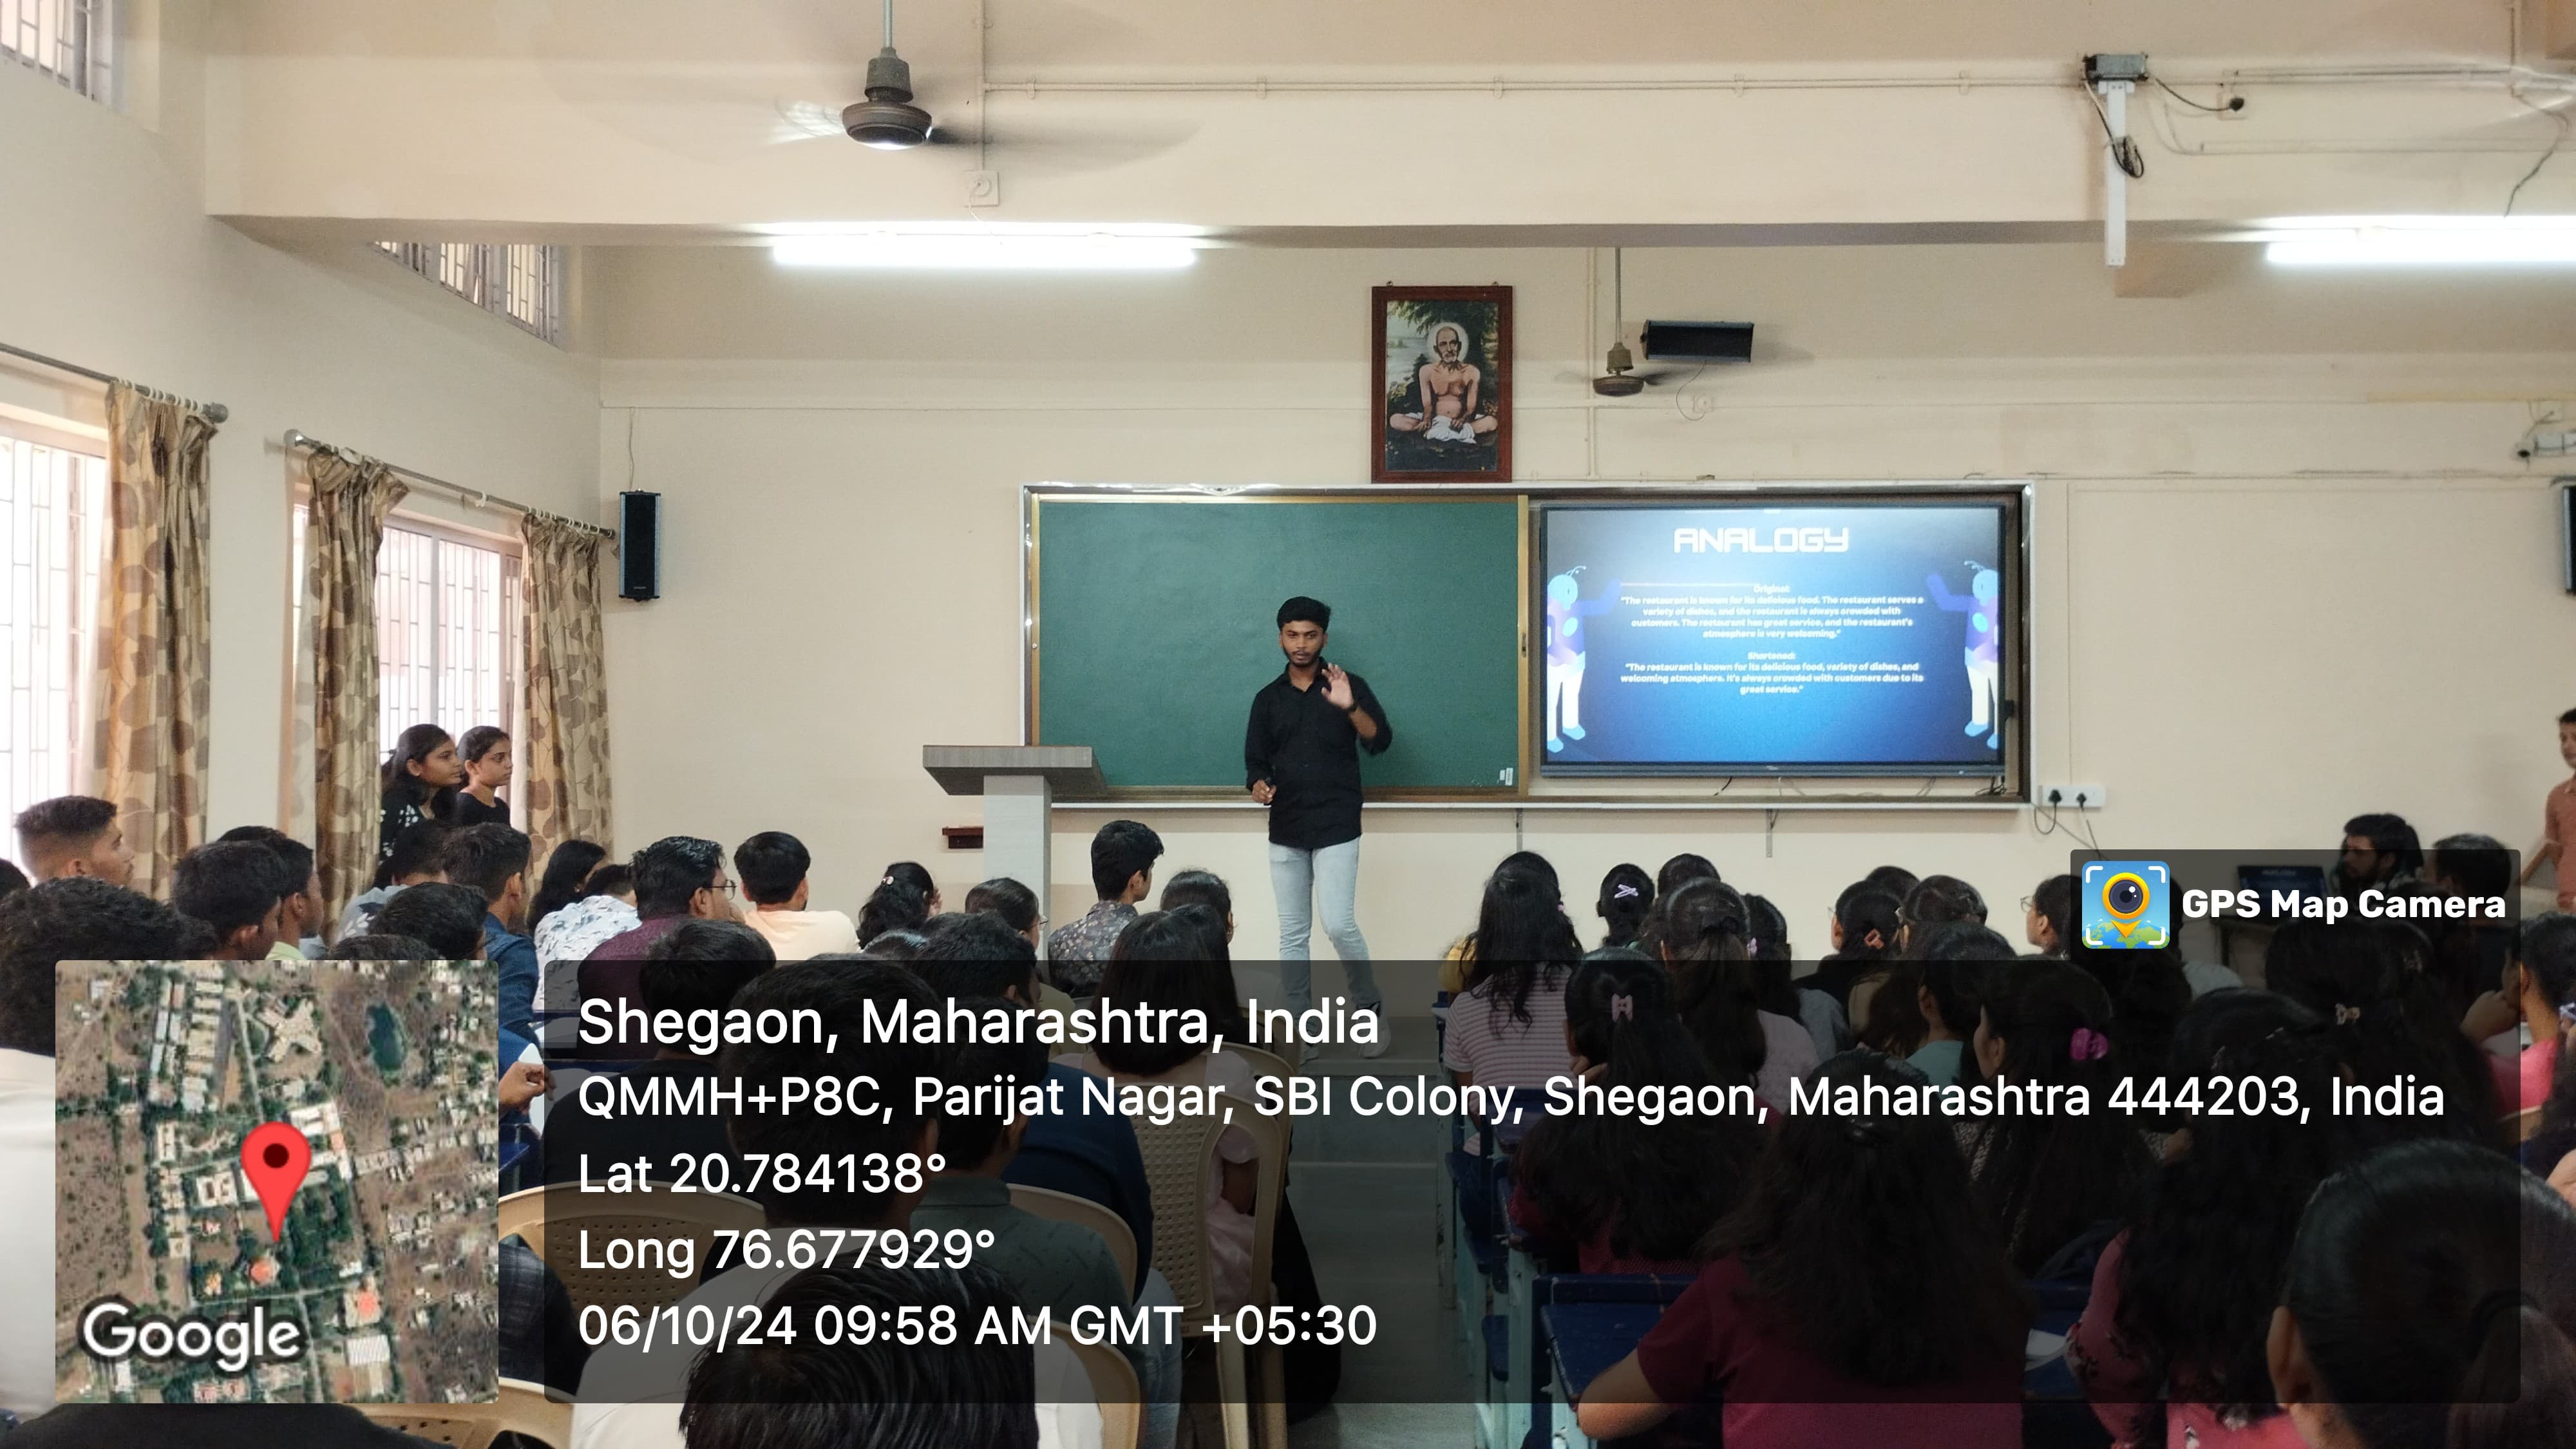 ANALOGY
Original:
"The restaurant is known for its delicious food. The restaurant serves a
variety of dishes, and the restaurant is always crowded with
customers. The restaurant has great service, and the restaurant's
atmosphere is very welcoming."
Shortened:
"The restaurant is known for its delicious food, variety of dishes, and
welcoming atmosphere. It's always crowded with customers due to its
great service."
GPS Map Camera
Shegaon, Maharashtra, India
QMMH+P8C, Parijat Nagar, SBI Colony, Shegaon, Maharashtra 444203, India
Lat 20.784138°
Long 76.677929°
06/10/24 09:58 AM GMT +05:30
Google